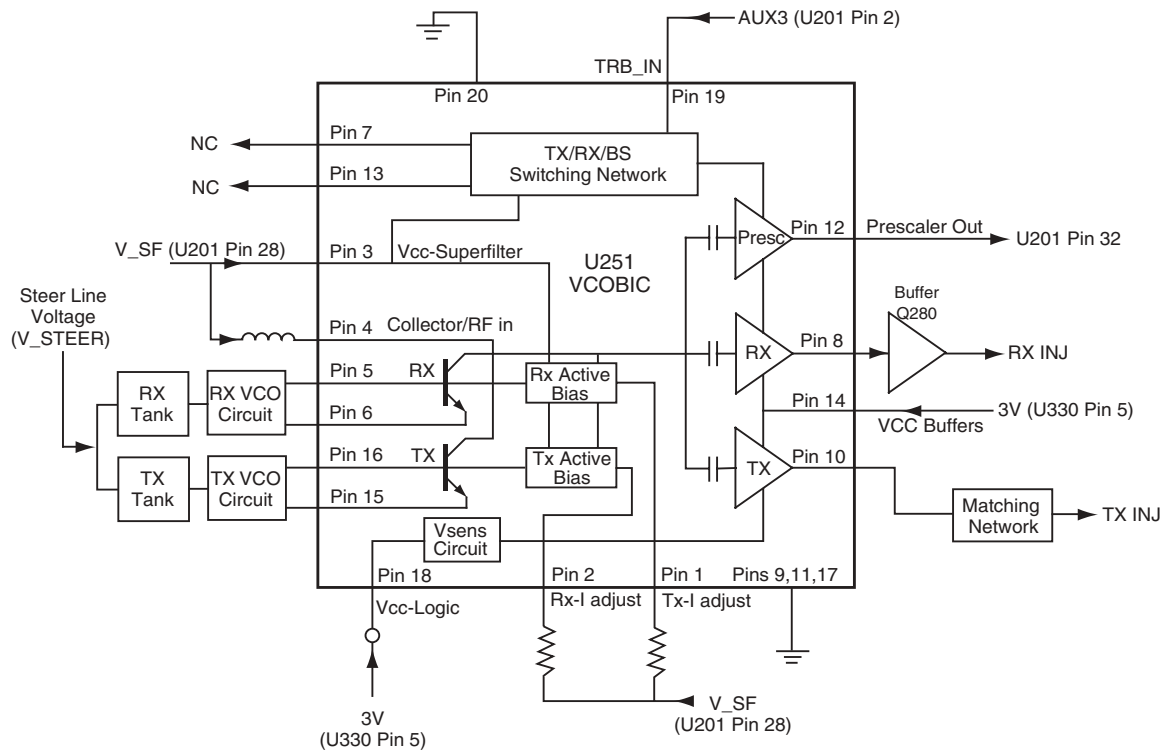 AUX3 (U201 Pin 2)
TRB_IN
Pin 20
Pin 19
Pin 7
NC
TX/RX/BS
Switching Network
Pin 13
NC
Presc
Pin 12
Prescaler Out
U201 Pin 32
V_SF (U201 Pin 28)
Pin 3
Vcc-Superfilter
U251
VCOBIC
Steer Line
Voltage
(V_STEER)
Buffer
Q280
Pin 4
Collector/RF in
RX
Pin 8
RX INJ
RX
Tank
RX VCO
Circuit
Pin 5
RX
Rx Active
Bias
Pin 6
Pin 14
3V (U330 Pin 5)
VCC Buffers
TX
Tank
TX VCO
Circuit
Pin 16
TX
Tx Active
Bias
TX
Pin 10
Pin 15
Matching
Network
TX INJ
Vsens
Circuit
Pin 18
Pin 2
Pin 1
Pins 9,11,17
Vcc-Logic
Rx-I adjust
Tx-I adjust
3V
(U330 Pin 5)
V_SF
(U201 Pin 28)